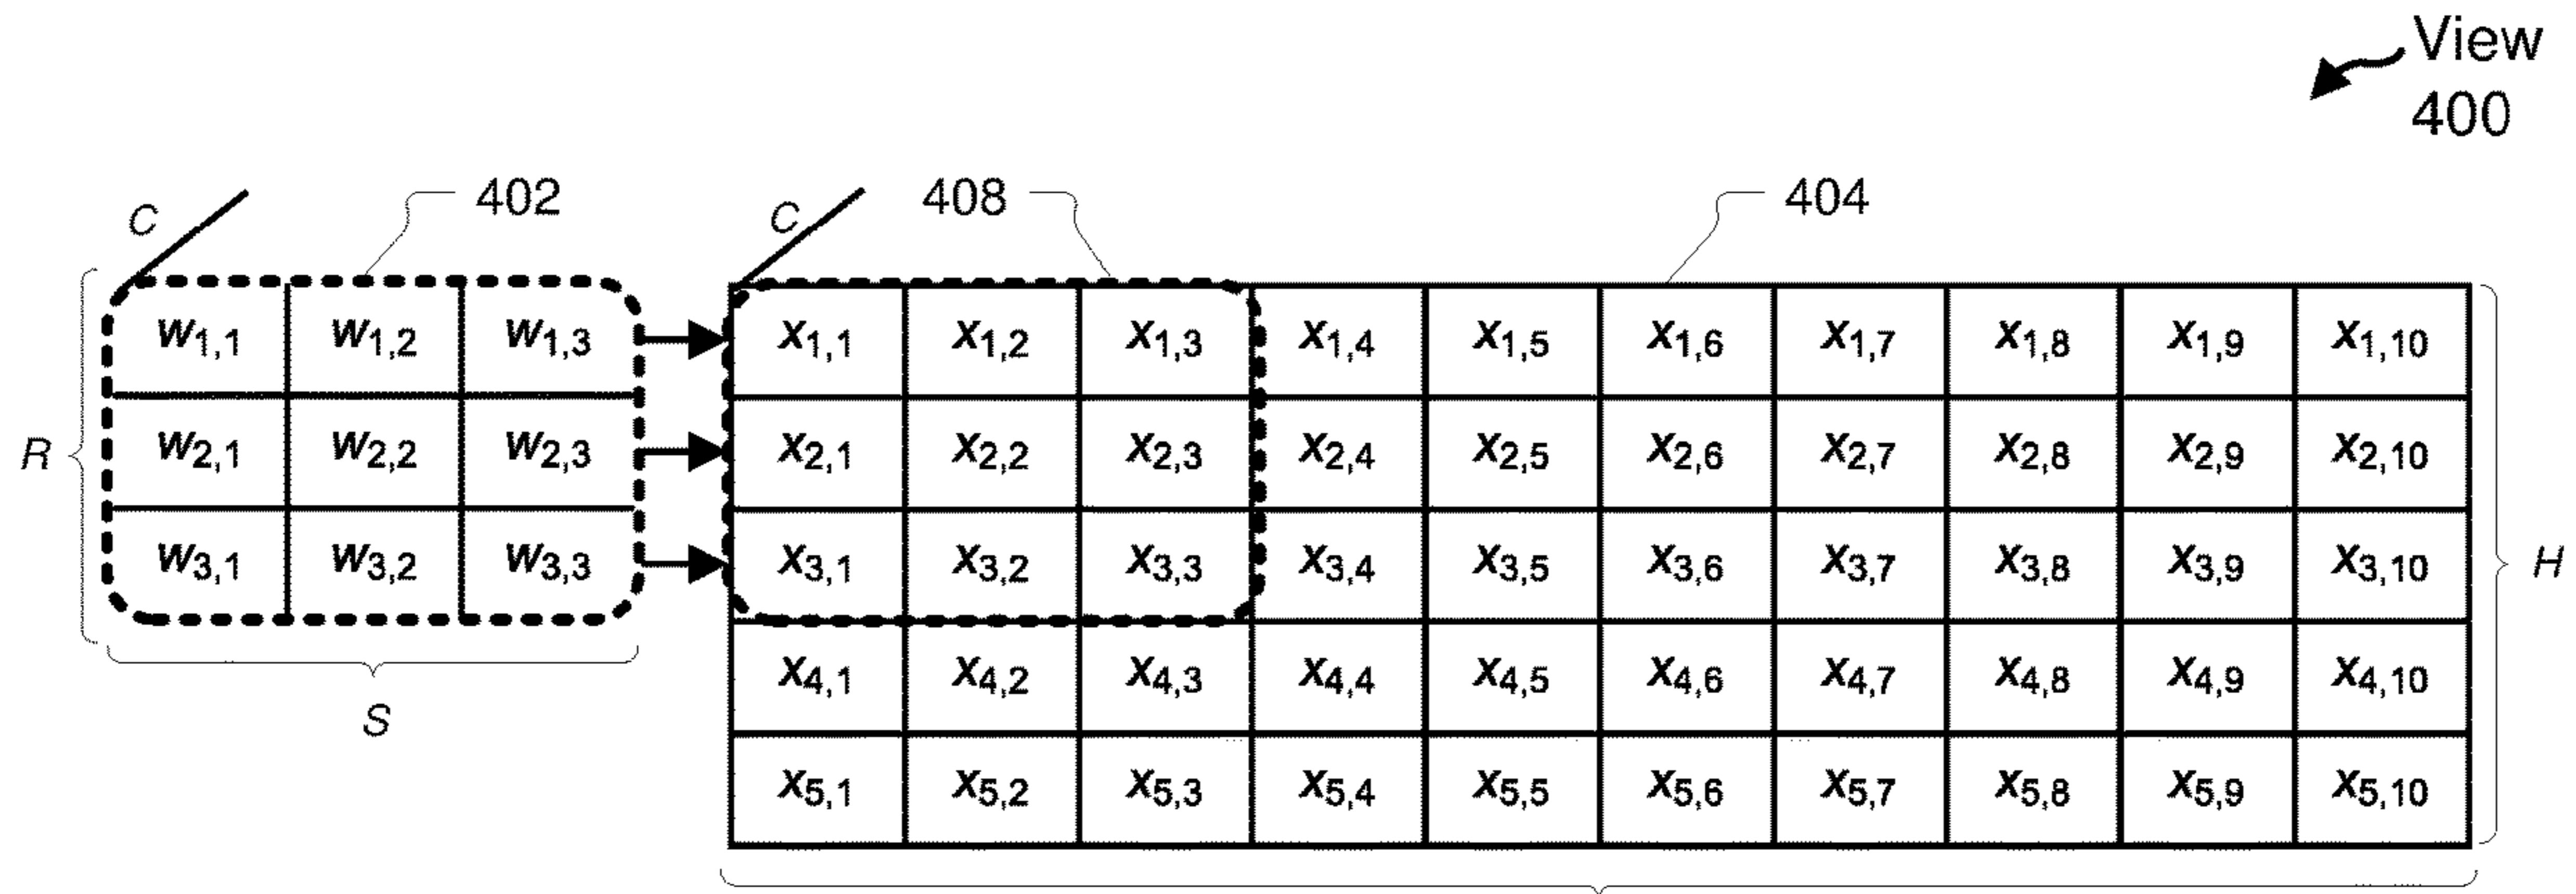 View
400
C 402 C 408 404
w1,1 w1,2 w1,3 x1,1 x1,2 x1,3 x1,4 x1,5 x1,6 x1,7 x1,8 x1,9 x1,10
R w2,1 w2,2 w2,3 x2,1 x2,2 x2,3 x2,4 x2,5 x2,6 x2,7 x2,8 x2,9 x2,10
w3,1 w3,2 w3,3 x3,1 x3,2 x3,3 x3,4 x3,5 x3,6 x3,7 x3,8 x3,9 x3,10 H
x4,1 x4,2 x4,3 x4,4 x4,5 x4,6 x4,7 x4,8 x4,9 x4,10
S
x5,1 x5,2 x5,3 x5,4 x5,5 x5,6 x5,7 x5,8 x5,9 x5,10